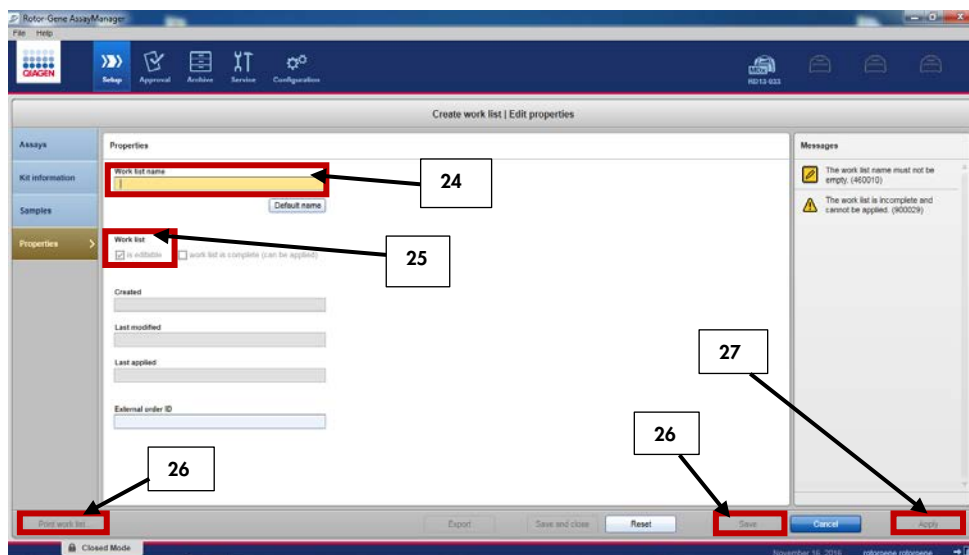 Rotor-Gene AssayManager
File Help
QIAGEN
Setup Approval Archive Service Configuration
RD13-033
Create work list | Edit properties
Assays
Kit information
Samples
Properties
Properties
Work list name
24
Default name
Work list
is editable work list is complete (can be applied)
25
Created
Last modified
Last applied
External order ID
Messages
The work list name must not be
empty. (460010)
The work list is incomplete and
cannot be applied. (900029)
27
26
26
Print work list... Export Save and close Reset Save Cancel Apply
Closed Mode November 16, 2016 rotorgene rotorgene